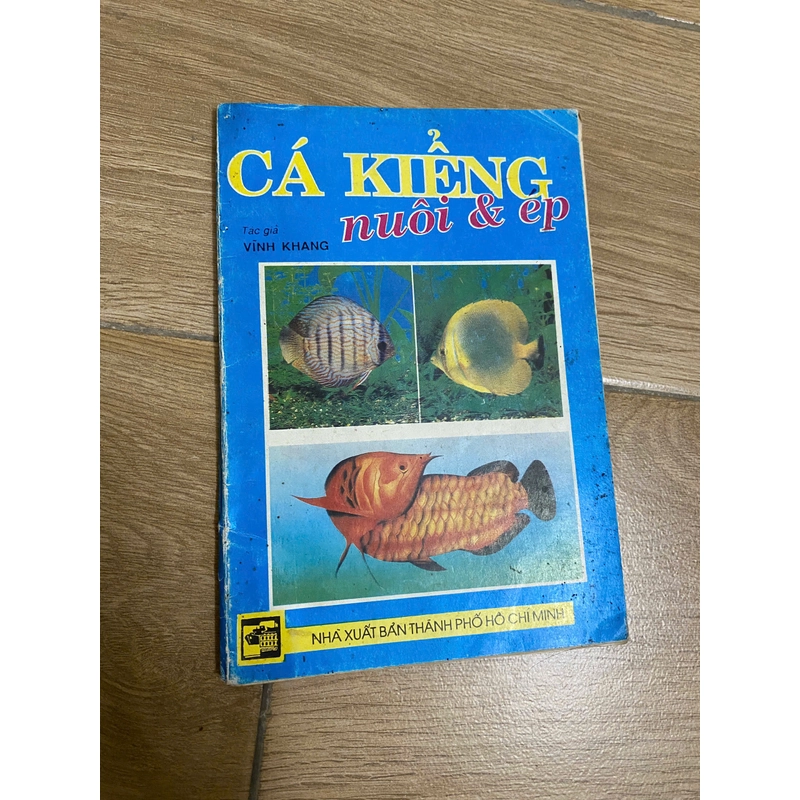 CÁ KIỂNG
nuôi & ép
Tác giả
VĨNH KHANG
NHÀ XUẤT BẢN THÀNH PHỐ HỒ CHÍ MINH